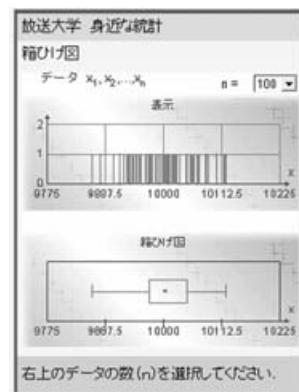 放送大学 身近な統計
箱ひげ図
データ x₁,x₂,…,xₙ n = 100
表示
2
1
0
x
9775 9887.5 10000 10112.5 10225
箱ひげ図
x
9775 9887.5 10000 10112.5 10225
右上のデータの数(n)を選択してください.